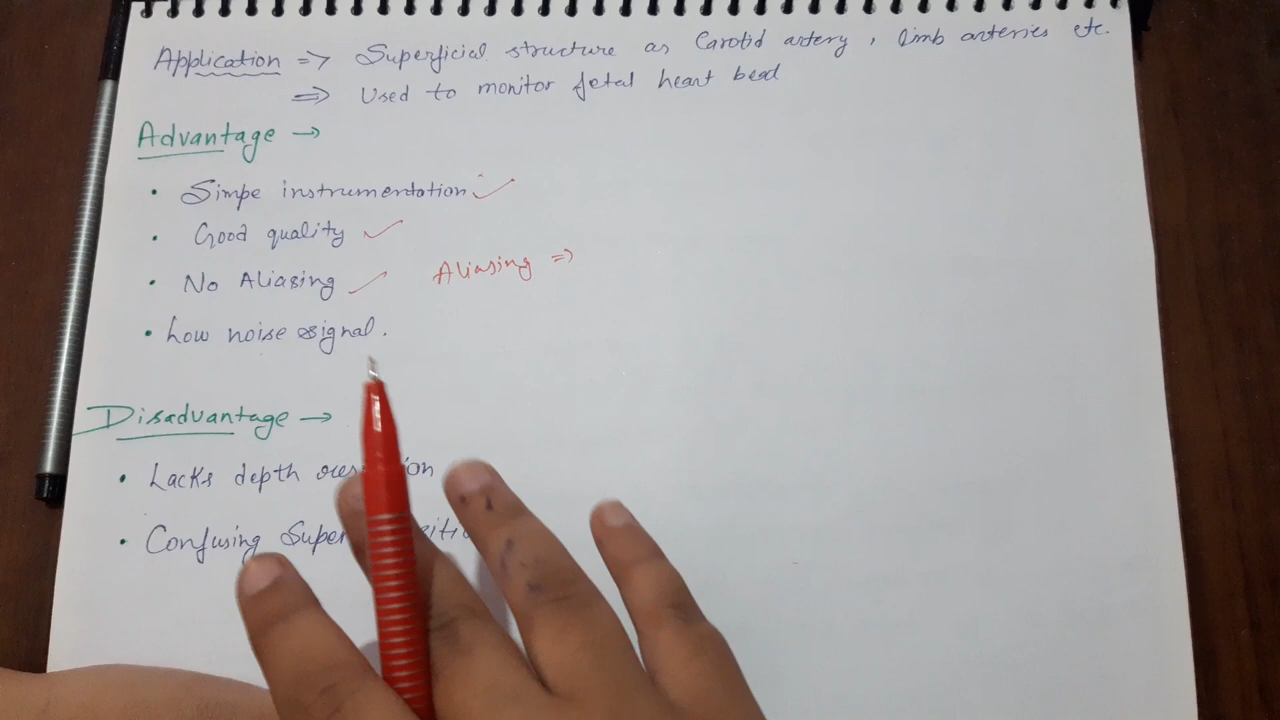 Application => Superficial structure as Carotid artery, limb arteries etc.
=> Used to monitor fetal heart bead
Advantage →
• Simpe instrumentation ✓
• Good quality ✓
• No Aliasing ✓ Aliasing =>
• Low noise signal.
Disadvantage →
• Lacks depth
• Confusing